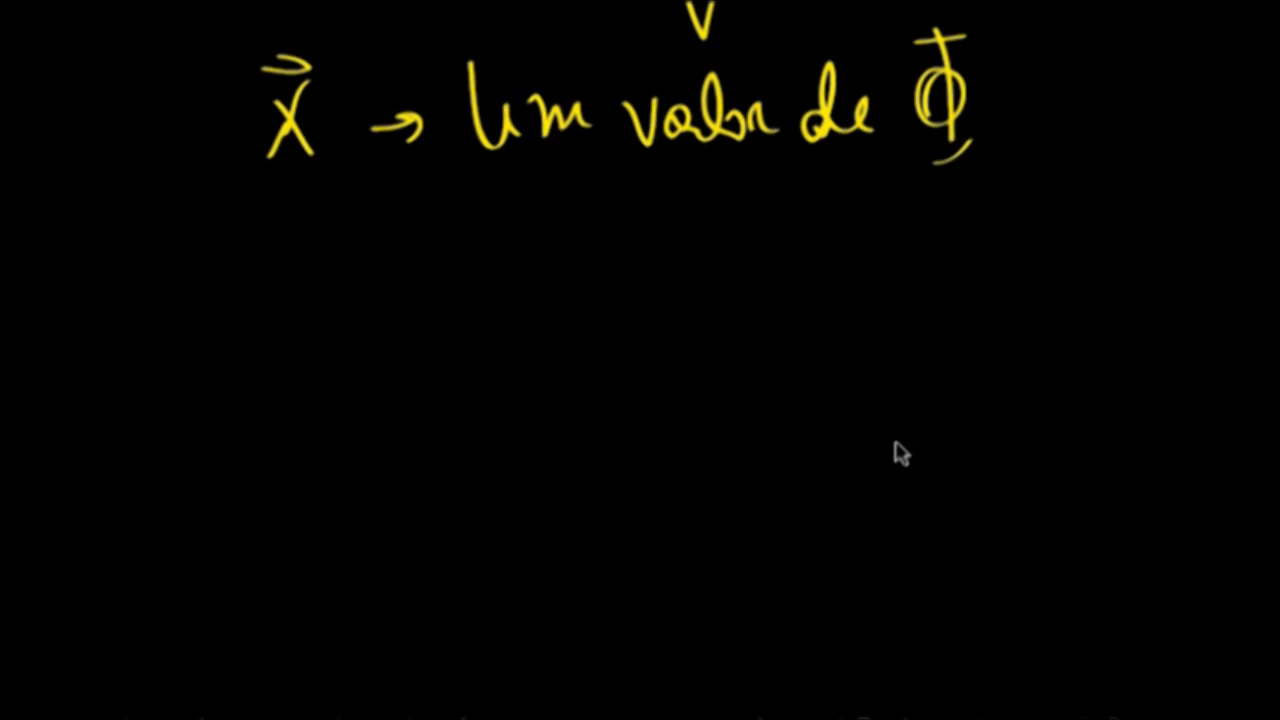 V
X⃗ → Um valor de Φ